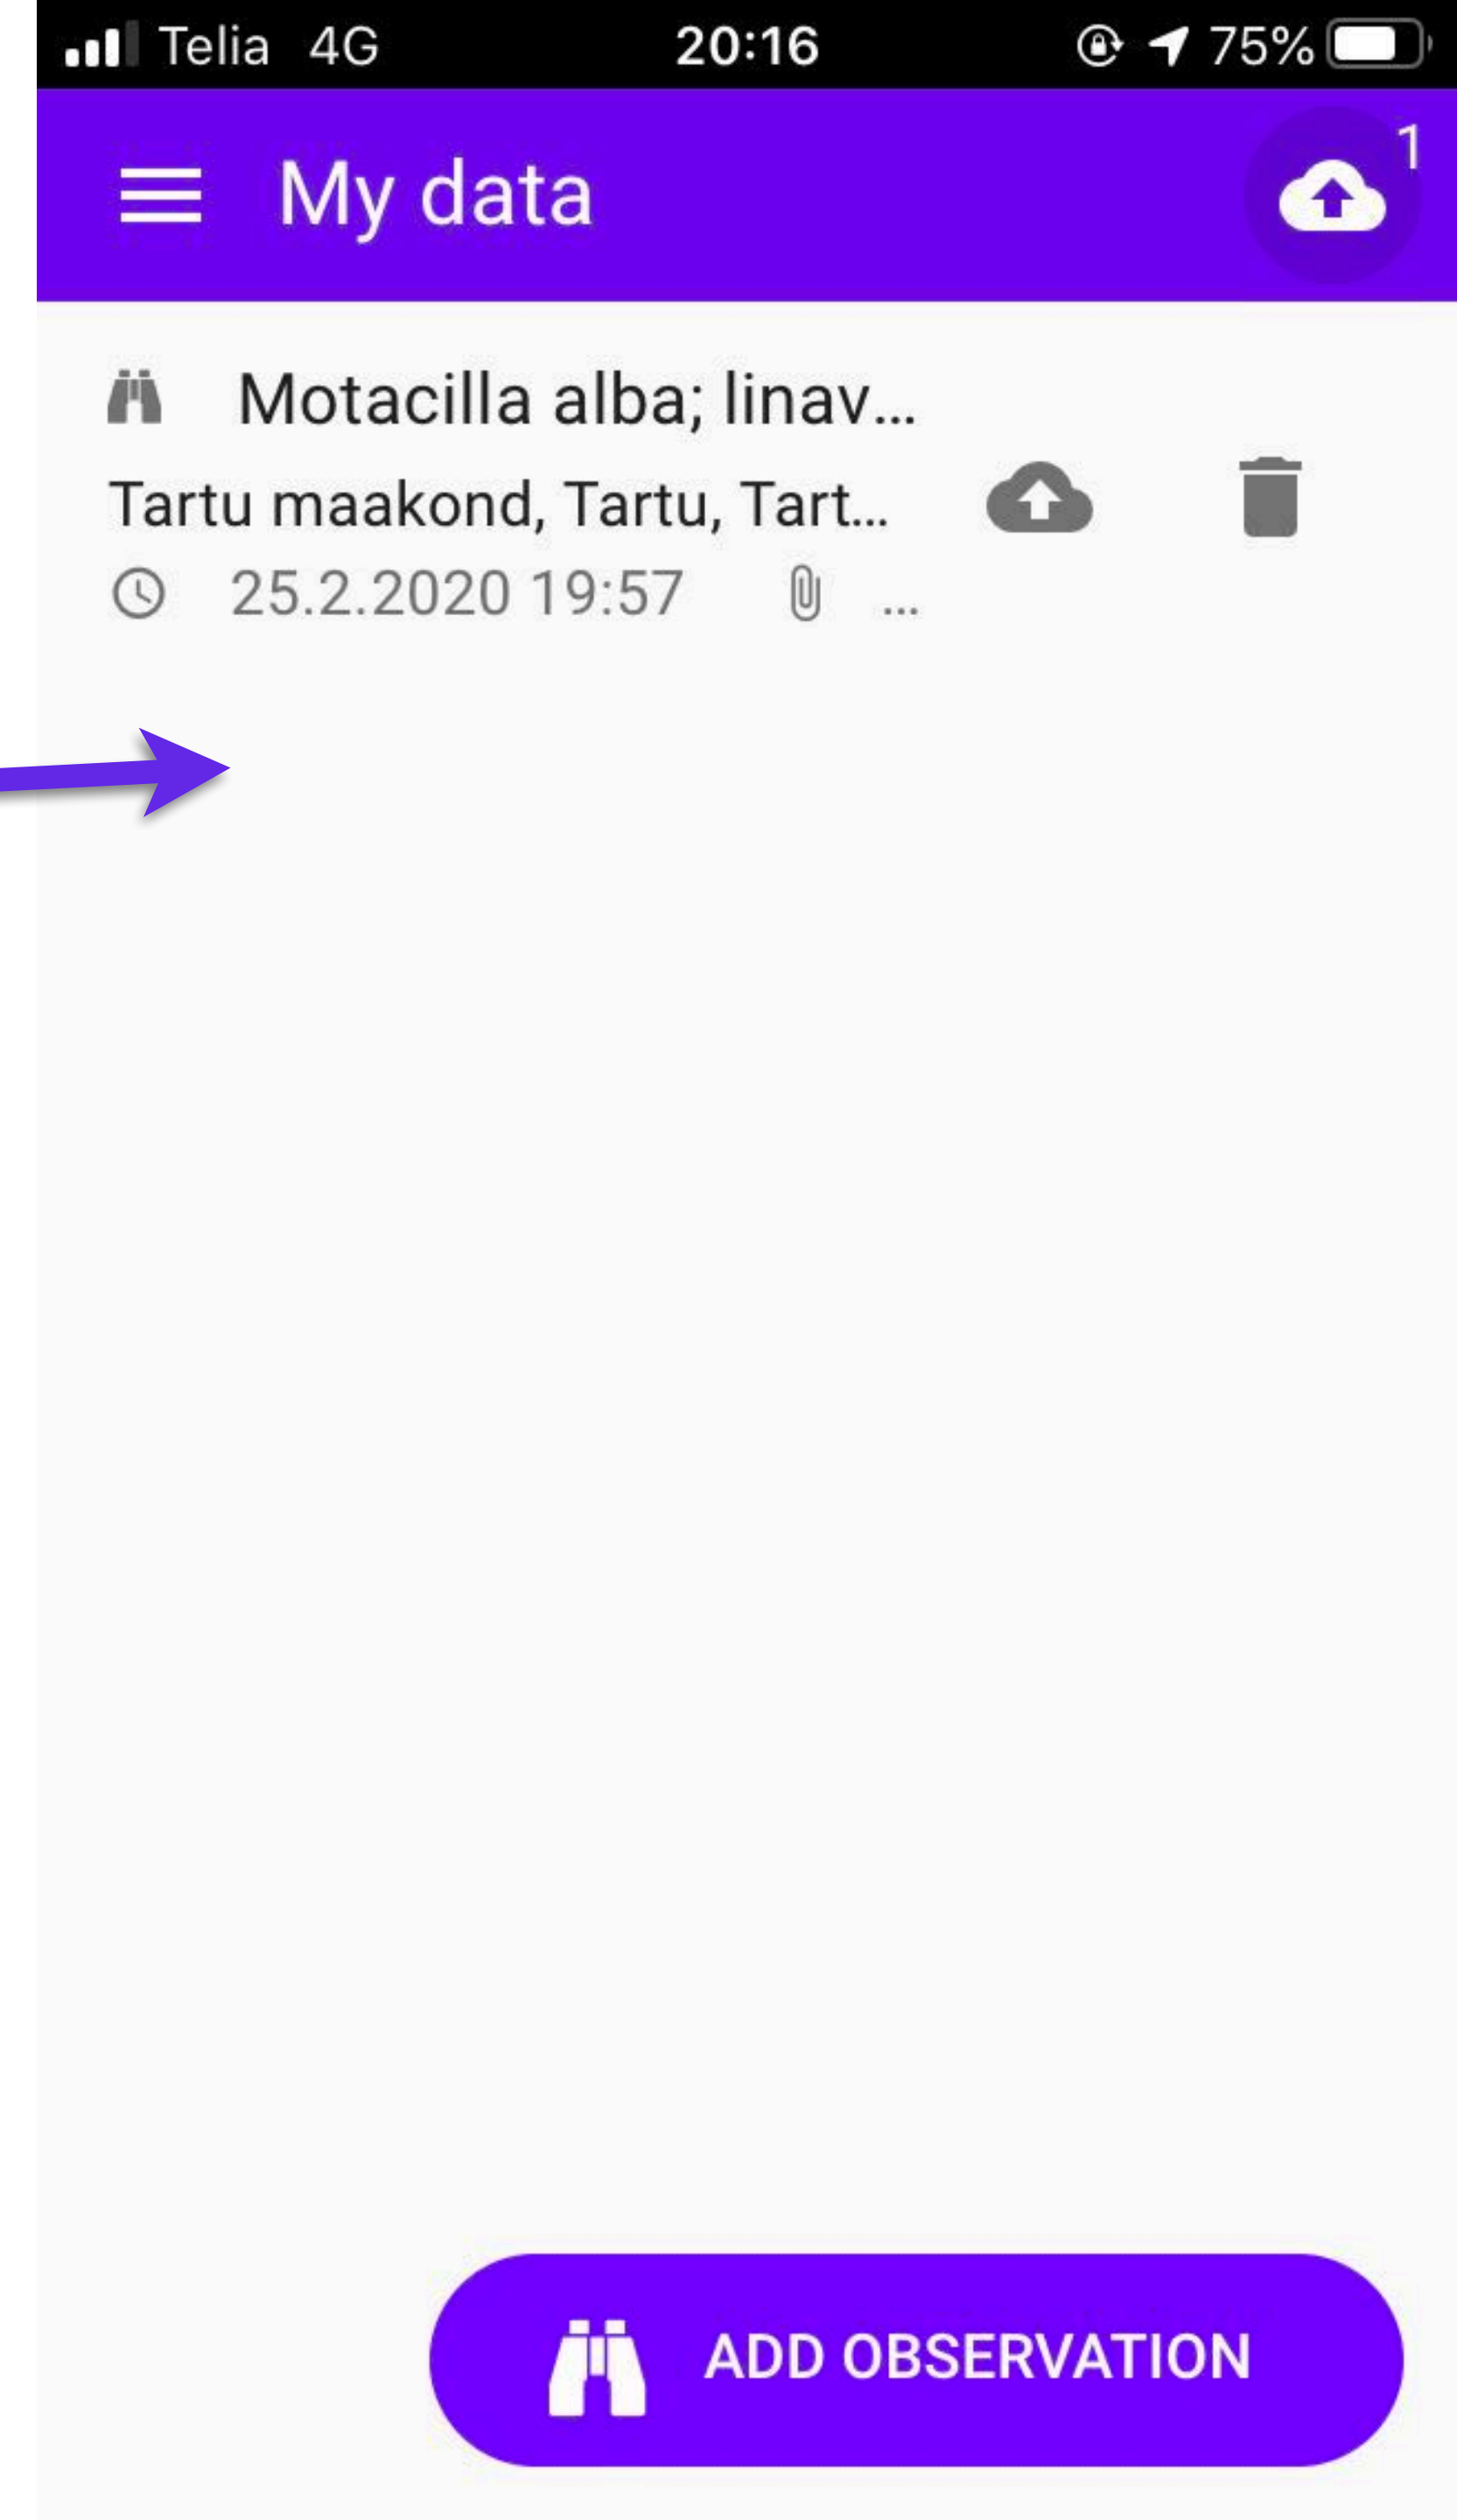 Telia 4G 20:16 75%
My data 1
Motacilla alba; linav...
Tartu maakond, Tartu, Tart...
25.2.2020 19:57 ...
ADD OBSERVATION